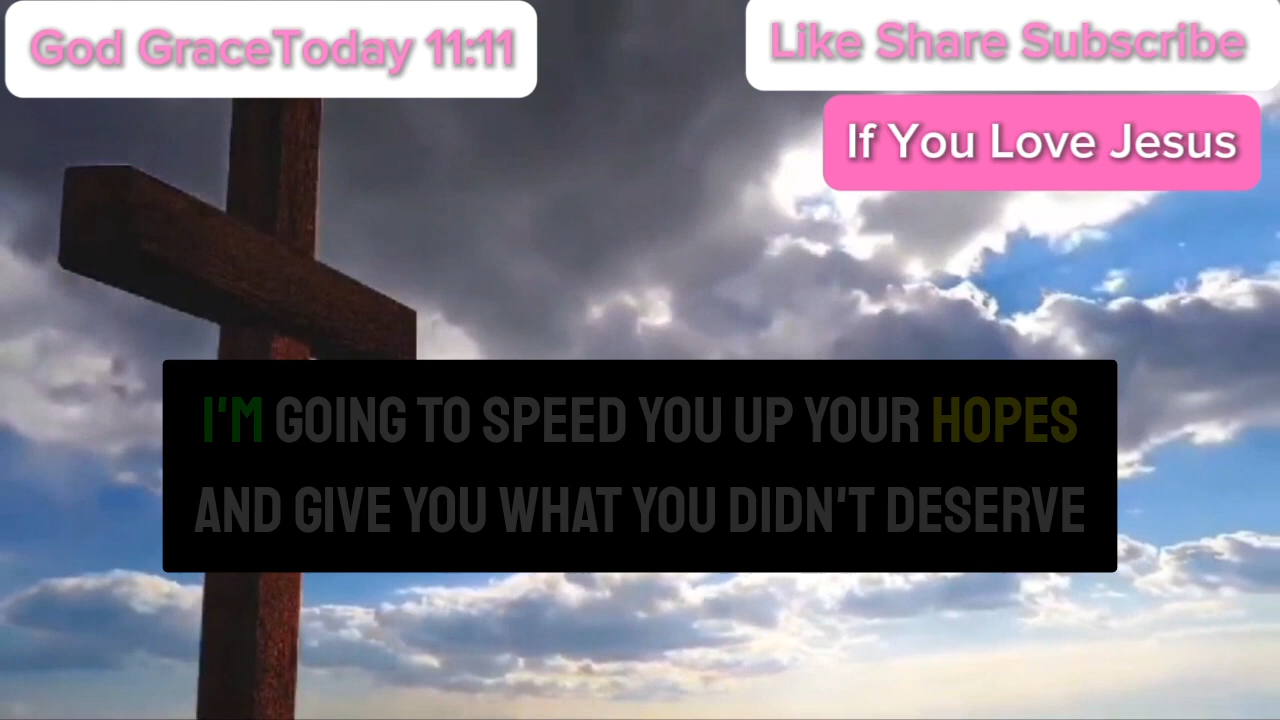 God GraceToday 11:11
Like Share Subscribe
If You Love Jesus
I'M GOING TO SPEED YOU UP YOUR HOPES
AND GIVE YOU WHAT YOU DIDN'T DESERVE